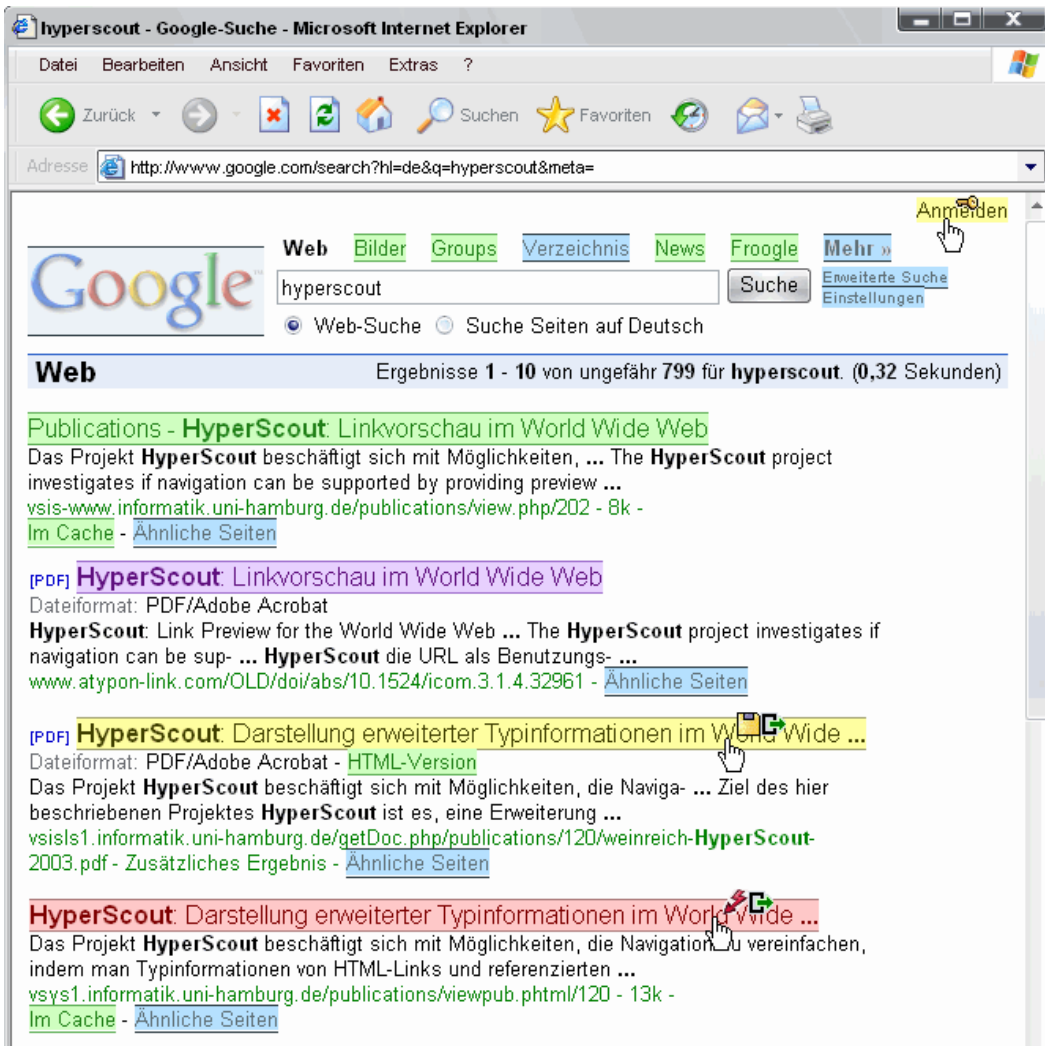 hyperscout - Google-Suche - Microsoft Internet Explorer
Datei Bearbeiten Ansicht Favoriten Extras ?
Zurück Suchen Favoriten
Adresse http://www.google.com/search?hl=de&q=hyperscout&meta=
Anmelden
Google™ Web Bilder Groups Verzeichnis News Froogle Mehr »
hyperscout Suche Erweiterte Suche
Einstellungen
Web-Suche Suche Seiten auf Deutsch
Web Ergebnisse 1 - 10 von ungefähr 799 für hyperscout. (0,32 Sekunden)
Publications - HyperScout: Linkvorschau im World Wide Web
Das Projekt HyperScout beschäftigt sich mit Möglichkeiten, ... The HyperScout project
investigates if navigation can be supported by providing preview ...
vsis-www.informatik.uni-hamburg.de/publications/view.php/202 - 8k -
Im Cache - Ähnliche Seiten
[PDF] HyperScout: Linkvorschau im World Wide Web
Dateiformat: PDF/Adobe Acrobat
HyperScout: Link Preview for the World Wide Web ... The HyperScout project investigates if
navigation can be sup- ... HyperScout die URL als Benutzungs- ...
www.atypon-link.com/OLD/doi/abs/10.1524/icom.3.1.4.32961 - Ähnliche Seiten
[PDF] HyperScout: Darstellung erweiterter Typinformationen im World Wide ...
Dateiformat: PDF/Adobe Acrobat - HTML-Version
Das Projekt HyperScout beschäftigt sich mit Möglichkeiten, die Naviga- ... Ziel des hier
beschriebenen Projektes HyperScout ist es, eine Erweiterung ...
vsisls1.informatik.uni-hamburg.de/getDoc.php/publications/120/weinreich-HyperScout-
2003.pdf - Zusätzliches Ergebnis - Ähnliche Seiten
HyperScout: Darstellung erweiterter Typinformationen im World Wide ...
Das Projekt HyperScout beschäftigt sich mit Möglichkeiten, die Navigation zu vereinfachen,
indem man Typinformationen von HTML-Links und referenzierten ...
vsys1.informatik.uni-hamburg.de/publications/viewpub.phtml/120 - 13k -
Im Cache - Ähnliche Seiten